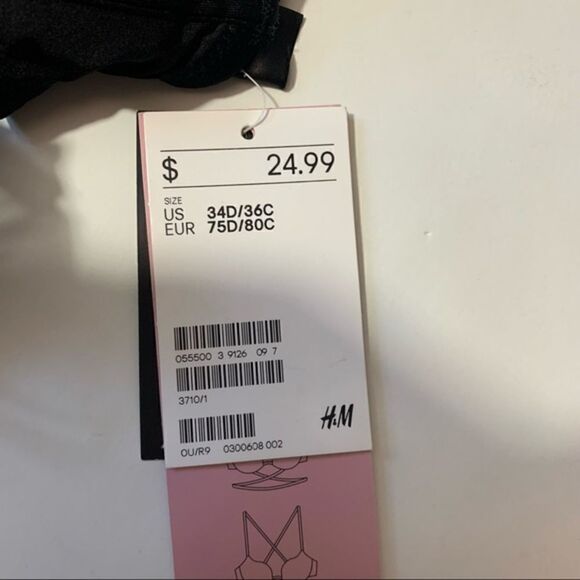 $ 24.99
SIZE
US 34D/36C
EUR 75D/80C
055500 3 9126 09 7
3710/1
H&M
OU/R9 0300608 002